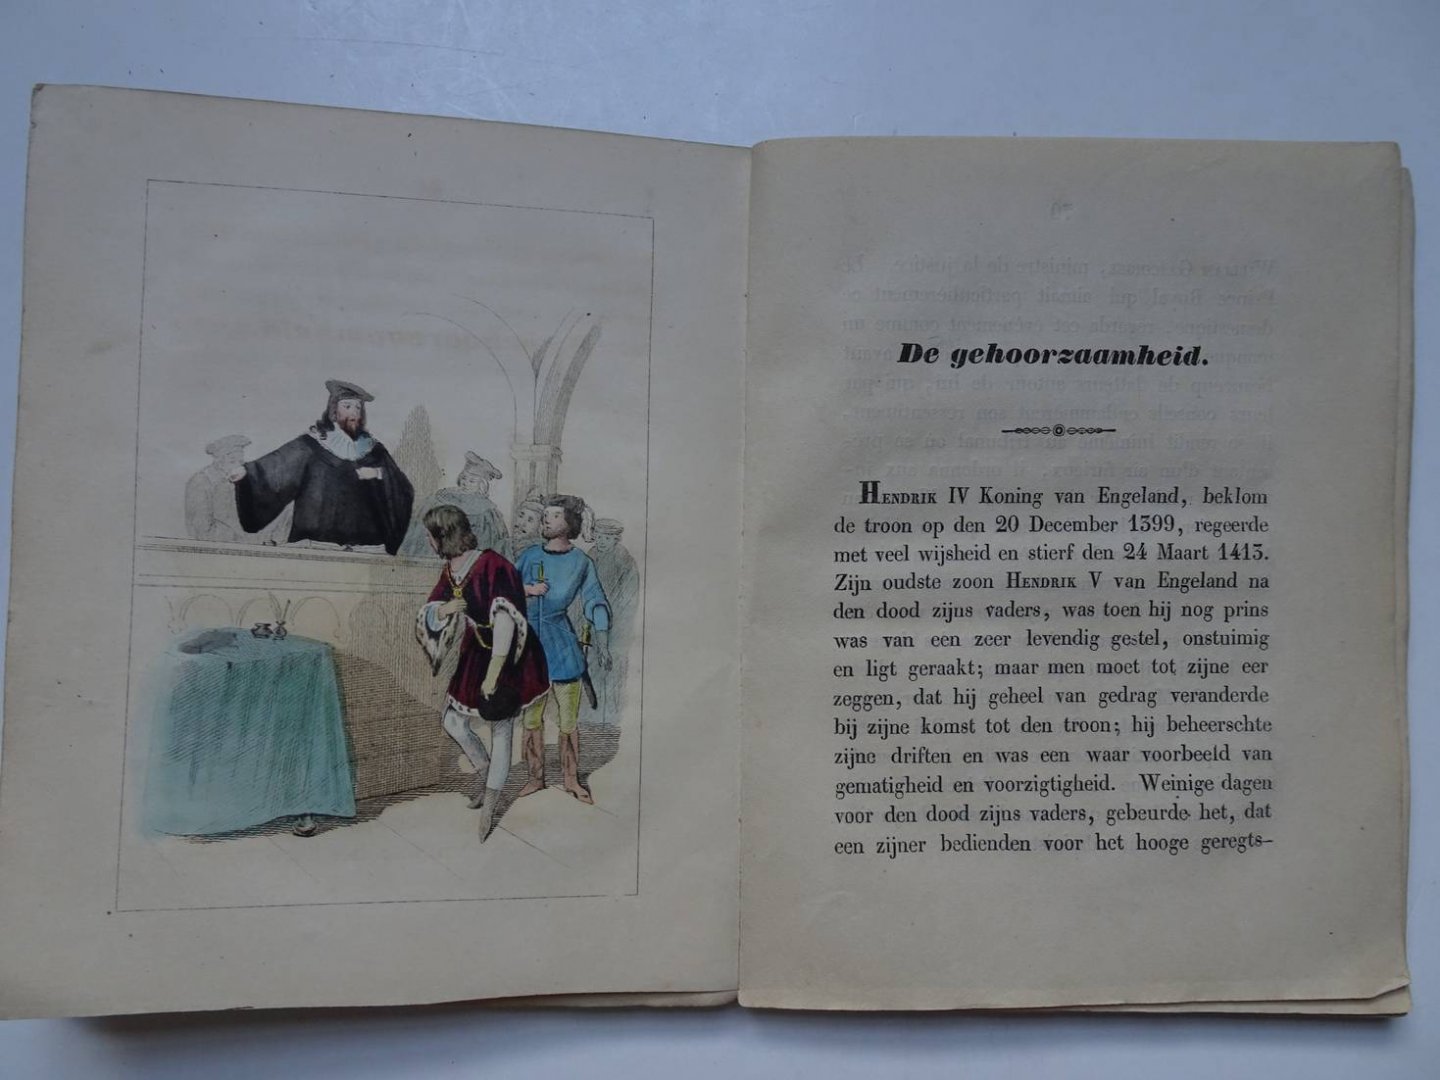 De gehoorzaamheid.
HENDRIK IV Koning van Engeland, beklom
de troon op den 20 December 1399, regeerde
met veel wijsheid en stierf den 24 Maart 1413.
Zijn oudste zoon HENDRIK V van Engeland na
den dood zijns vaders, was toen hij nog prins
was van een zeer levendig gestel, onstuimig
en ligt geraakt; maar men moet tot zijne eer
zeggen, dat hij geheel van gedrag veranderde
bij zijne komst tot den troon; hij beheerschte
zijne driften en was een waar voorbeeld van
gematigheid en voorzigtigheid. Weinige dagen
voor den dood zijns vaders, gebeurde het, dat
een zijner bedienden voor het hooge geregts-